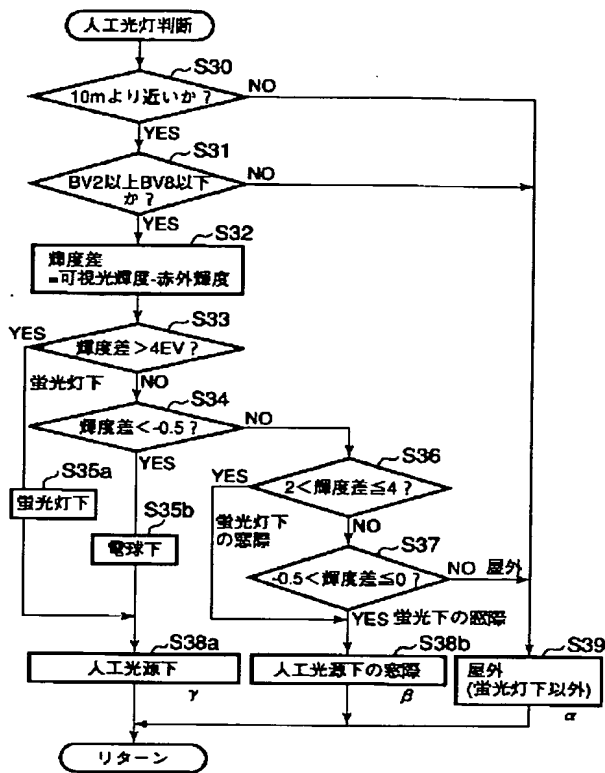 人工光灯判断
S30
10mより近いか？
NO
YES
S31
BV2以上BV8以下
か？
NO
YES
S32
輝度差
=可視光輝度-赤外輝度
S33
YES
輝度差＞4EV？
蛍光灯下
NO
S34
輝度差＜-0.5？
NO
YES
S35a
蛍光灯下
S35b
電球下
S36
YES
2＜輝度差≦4？
蛍光灯下
の窓際
NO
S37
-0.5＜輝度差≦0？
NO 屋外
YES 蛍光下の窓際
S38a
人工光源下
γ
S38b
人工光源下の窓際
β
S39
屋外
(蛍光灯下以外)
α
リターン